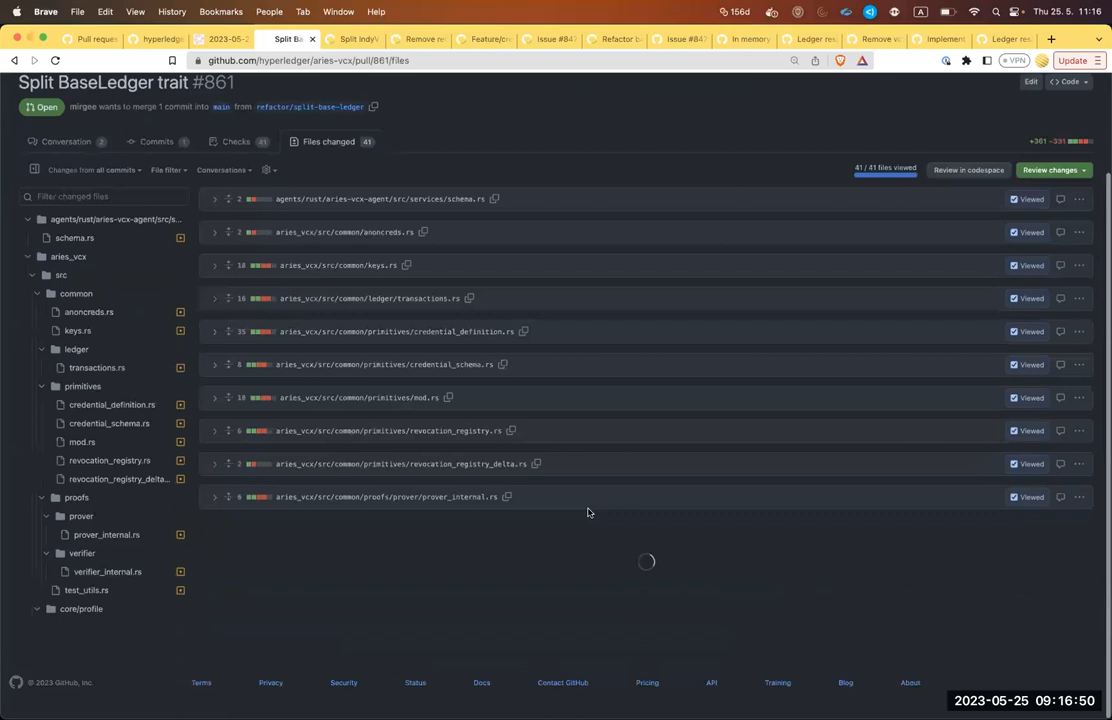 Brave File Edit View History Bookmarks People Tab Window Help 156d A Thu 25. 5. 11:16
Pull reques hyperledge 2023-05-2 Split Ba Split IndyV Remove re Feature/cre Issue #847 Refactor b Issue #847 In memory Ledger res Remove vc Implement Ledger res
github.com/hyperledger/aries-vcx/pull/861/files VPN Update
Split BaseLedger trait #861 Edit <> Code
Open mirgee wants to merge 1 commit into main from refactor/split-base-ledger
Conversation 2 Commits 1 Checks 41 Files changed 41 +361 −331
Changes from all commits File filter Conversations 41 / 41 files viewed Review in codespace Review changes
Filter changed files
agents/rust/aries-vcx-agent/src/s...
schema.rs
aries_vcx
src
common
anoncreds.rs
keys.rs
ledger
transactions.rs
primitives
credential_definition.rs
credential_schema.rs
mod.rs
revocation_registry.rs
revocation_registry_delta...
proofs
prover
prover_internal.rs
verifier
verifier_internal.rs
test_utils.rs
core/profile
2 agents/rust/aries-vcx-agent/src/services/schema.rs Viewed
2 aries_vcx/src/common/anoncreds.rs Viewed
18 aries_vcx/src/common/keys.rs Viewed
16 aries_vcx/src/common/ledger/transactions.rs Viewed
35 aries_vcx/src/common/primitives/credential_definition.rs Viewed
8 aries_vcx/src/common/primitives/credential_schema.rs Viewed
10 aries_vcx/src/common/primitives/mod.rs Viewed
6 aries_vcx/src/common/primitives/revocation_registry.rs Viewed
2 aries_vcx/src/common/primitives/revocation_registry_delta.rs Viewed
6 aries_vcx/src/common/proofs/prover/prover_internal.rs Viewed
© 2023 GitHub, Inc. Terms Privacy Security Status Docs Contact GitHub Pricing API Training Blog About
2023-05-25 09:16:50